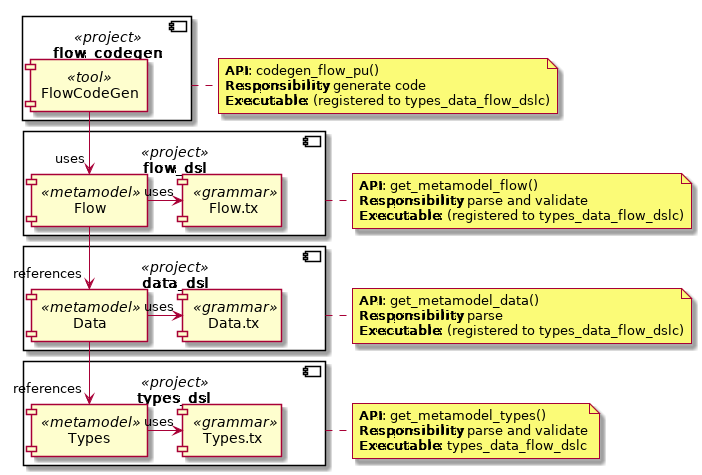 «project»
flow_codegen
«tool»
FlowCodeGen
API: codegen_flow_pu()
Responsibility: generate code
Executable: (registered to types_data_flow_dslc)
uses
«project»
flow_dsl
«metamodel»
Flow
uses
«grammar»
Flow.tx
API: get_metamodel_flow()
Responsibility: parse and validate
Executable: (registered to types_data_flow_dslc)
references
«project»
data_dsl
«metamodel»
Data
uses
«grammar»
Data.tx
API: get_metamodel_data()
Responsibility: parse
Executable: (registered to types_data_flow_dslc)
references
«project»
types_dsl
«metamodel»
Types
uses
«grammar»
Types.tx
API: get_metamodel_types()
Responsibility: parse and validate
Executable: types_data_flow_dslc